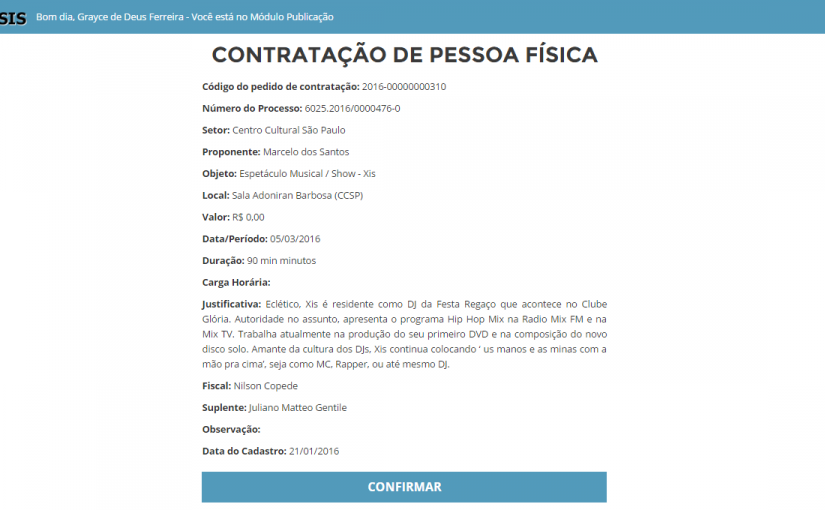 SIS Bom dia, Grayce de Deus Ferreira - Você está no Módulo Publicação
CONTRATAÇÃO DE PESSOA FÍSICA
Código do pedido de contratação: 2016-00000000310
Número do Processo: 6025.2016/0000476-0
Setor: Centro Cultural São Paulo
Proponente: Marcelo dos Santos
Objeto: Espetáculo Musical / Show - Xis
Local: Sala Adoniran Barbosa (CCSP)
Valor: R$ 0,00
Data/Período: 05/03/2016
Duração: 90 min minutos
Carga Horária:
Justificativa: Eclético, Xis é residente como DJ da Festa Regaço que acontece no Clube
Glória. Autoridade no assunto, apresenta o programa Hip Hop Mix na Radio Mix FM e na
Mix TV. Trabalha atualmente na produção do seu primeiro DVD e na composição do novo
disco solo. Amante da cultura dos DJs, Xis continua colocando ‘ us manos e as minas com a
mão pra cima’, seja como MC, Rapper, ou até mesmo DJ.
Fiscal: Nilson Copede
Suplente: Juliano Matteo Gentile
Observação:
Data do Cadastro: 21/01/2016
CONFIRMAR